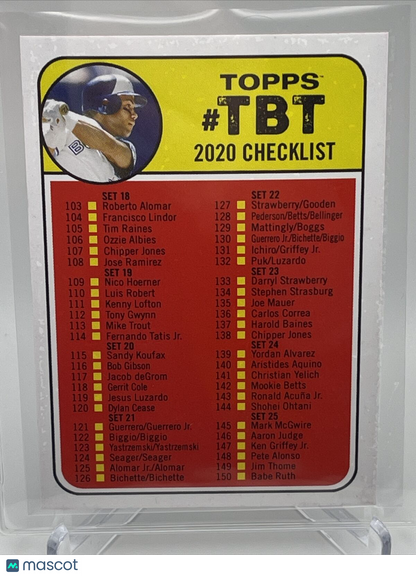 TOPPS™
#TBT
2020 CHECKLIST
SET 18
103 Roberto Alomar
104 Francisco Lindor
105 Tim Raines
106 Ozzie Albies
107 Chipper Jones
108 Jose Ramirez
SET 19
109 Nico Hoerner
110 Luis Robert
111 Kenny Lofton
112 Tony Gwynn
113 Mike Trout
114 Fernando Tatis Jr.
SET 20
115 Sandy Koufax
116 Bob Gibson
117 Jacob deGrom
118 Gerrit Cole
119 Jesus Luzardo
120 Dylan Cease
SET 21
121 Guerrero/Guerrero Jr.
122 Biggio/Biggio
123 Yastrzemski/Yastrzemski
124 Seager/Seager
125 Alomar Jr./Alomar
126 Bichette/Bichette
SET 22
127 Strawberry/Gooden
128 Pederson/Betts/Bellinger
129 Mattingly/Boggs
130 Guerrero Jr./Bichette/Biggio
131 Ichiro/Griffey Jr.
132 Puk/Luzardo
SET 23
133 Darryl Strawberry
134 Stephen Strasburg
135 Joe Mauer
136 Carlos Correa
137 Harold Baines
138 Chipper Jones
SET 24
139 Yordan Alvarez
140 Aristides Aquino
141 Christian Yelich
142 Mookie Betts
143 Ronald Acuña Jr.
144 Shohei Ohtani
SET 25
145 Mark McGwire
146 Aaron Judge
147 Ken Griffey Jr.
148 Pete Alonso
149 Jim Thome
150 Babe Ruth
mascot